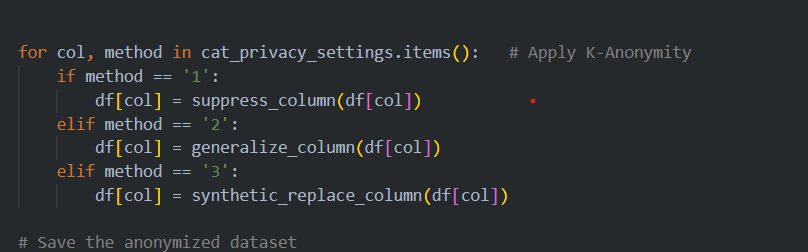 for col, method in cat_privacy_settings.items():   # Apply K-Anonymity
    if method == '1':
        df[col] = suppress_column(df[col])
    elif method == '2':
        df[col] = generalize_column(df[col])
    elif method == '3':
        df[col] = synthetic_replace_column(df[col])
# Save the anonymized dataset